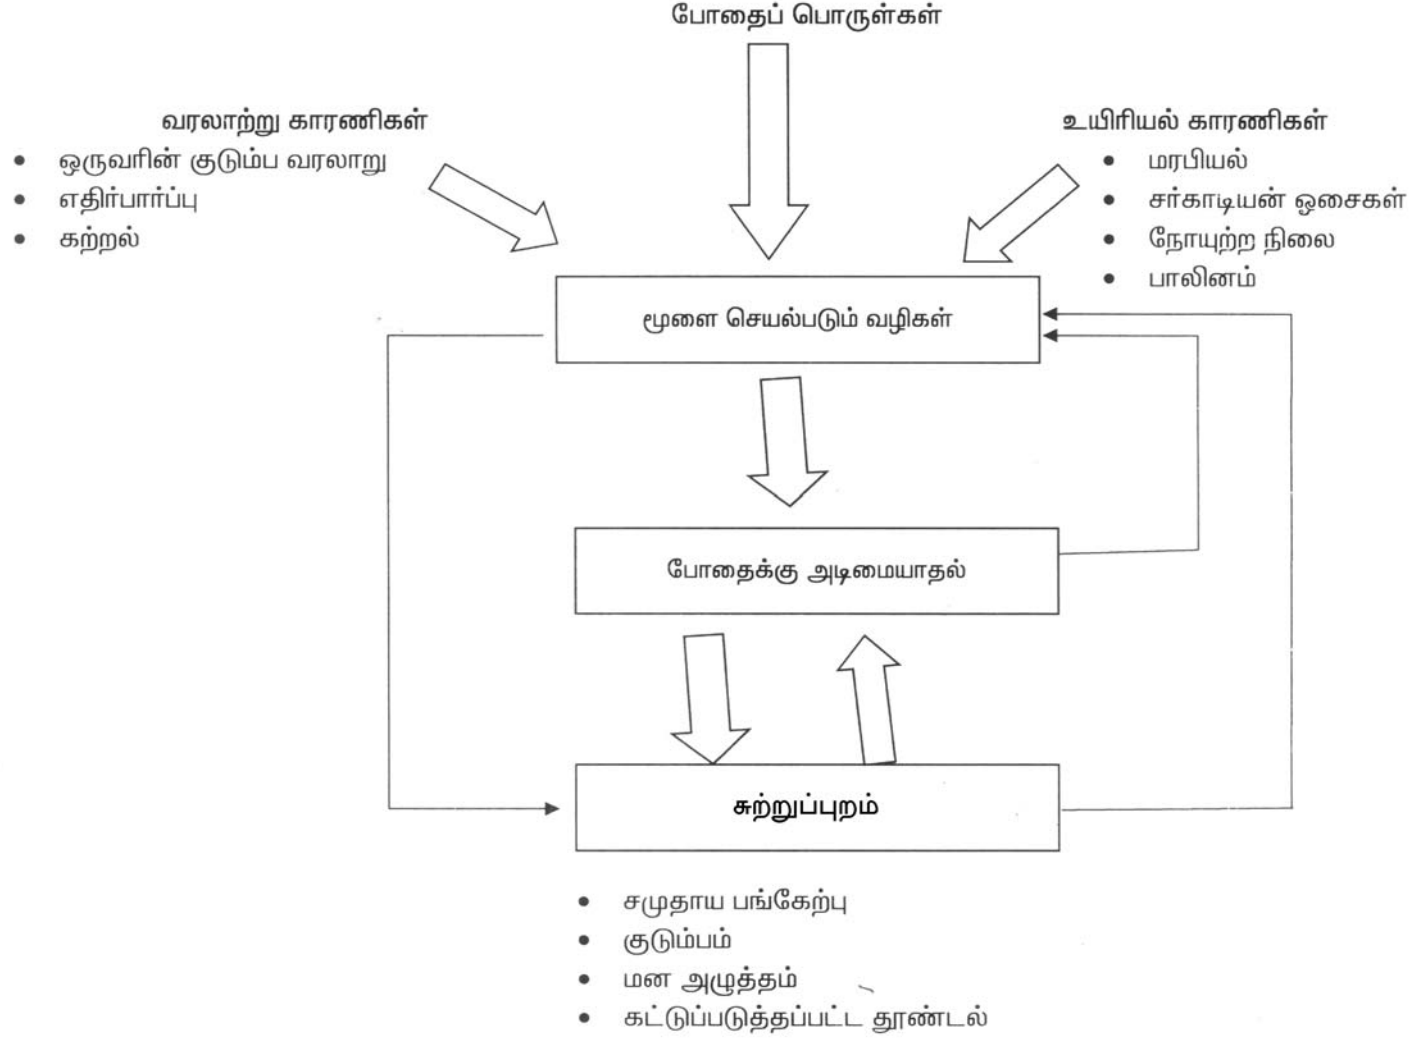 போதைப் பொருள்கள்
வரலாற்று காரணிகள்
• ஒருவரின் குடும்ப வரலாறு
• எதிர்பார்ப்பு
• கற்றல்
உயிரியல் காரணிகள்
• மரபியல்
• சர்காடியன் ஓசைகள்
• நோயுற்ற நிலை
• பாலினம்
மூளை செயல்படும் வழிகள்
போதைக்கு அடிமையாதல்
சுற்றுப்புறம்
• சமுதாய பங்கேற்பு
• குடும்பம்
• மன அழுத்தம்
• கட்டுப்படுத்தப்பட்ட தூண்டல்